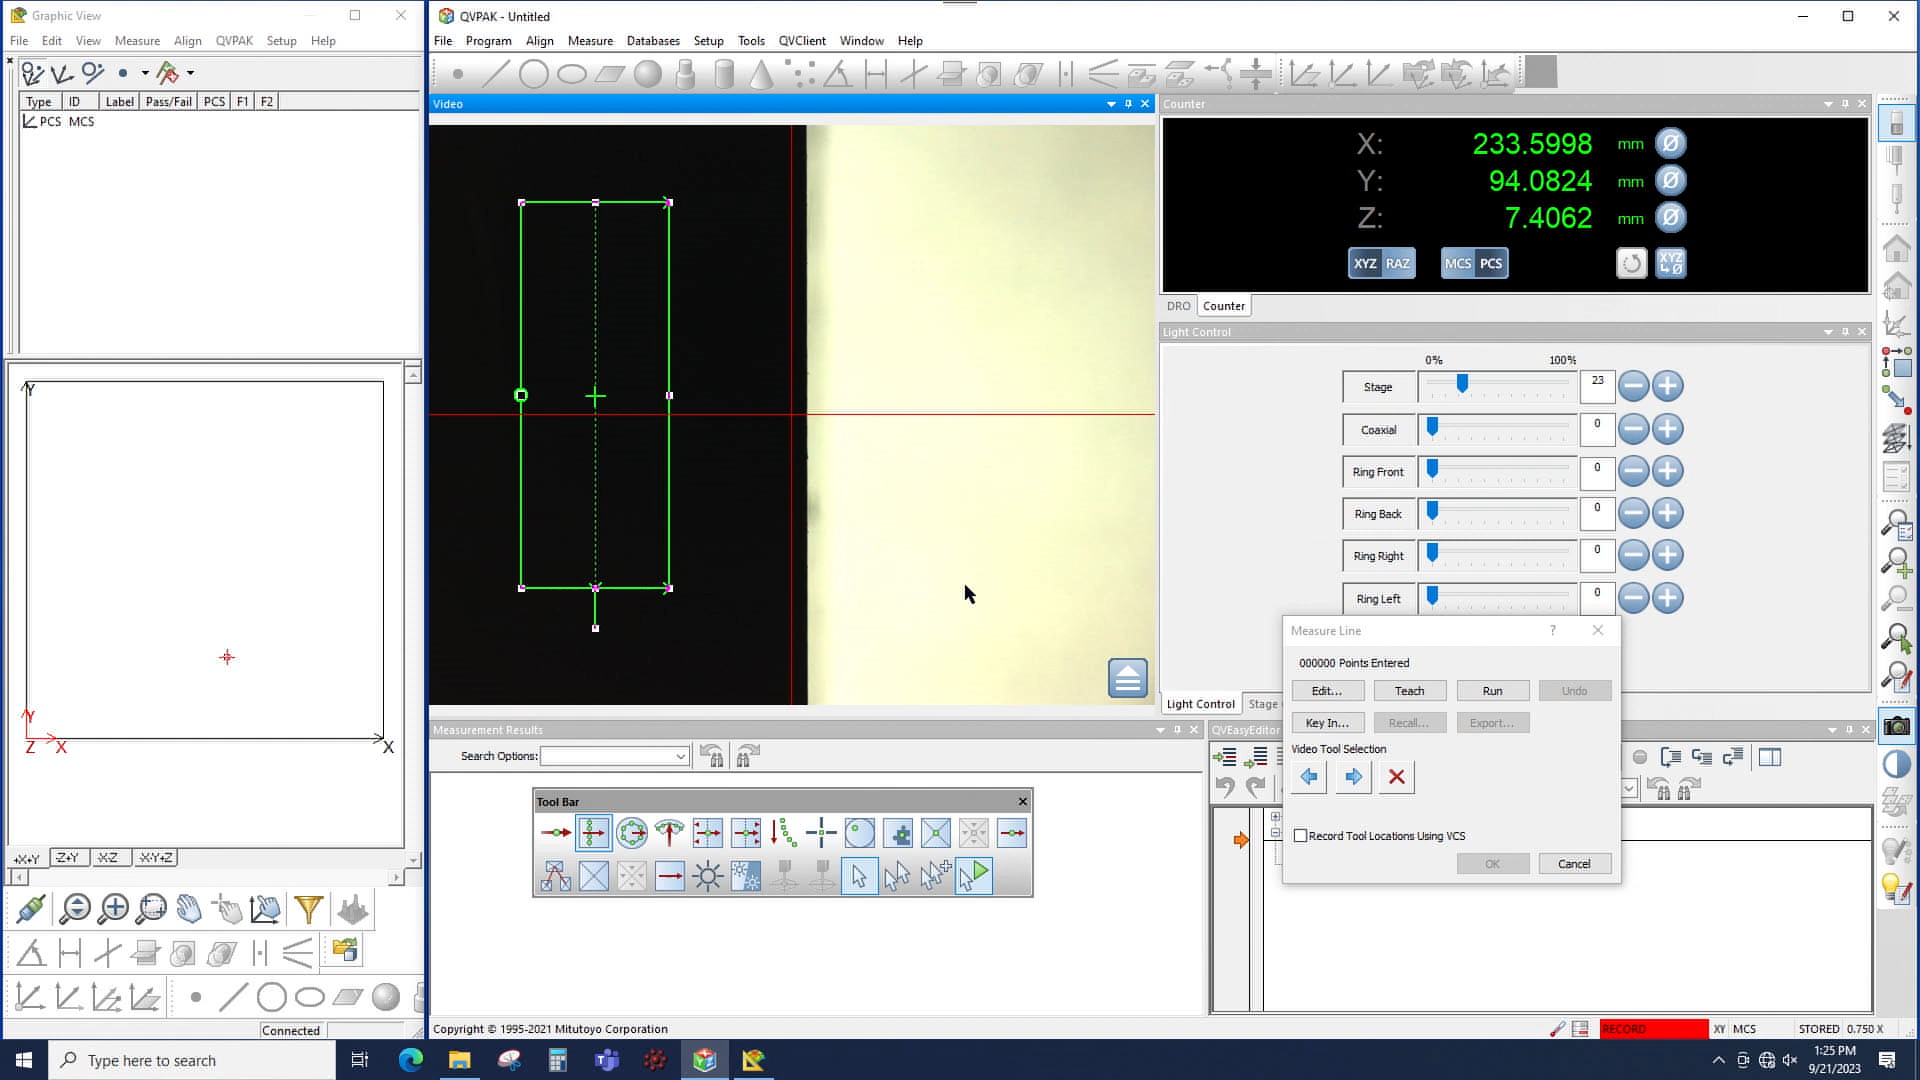 Graphic View
File Edit View Measure Align QVPAK Setup Help
Type ID Label Pass/Fail PCS F1 F2
PCS MCS
Y
Y
Z X
X
+X+Y -Z+Y -X-Z -X-Y+Z
Connected
QVPAK - Untitled
File Program Align Measure Databases Setup Tools QVClient Window Help
Video
Counter
X: 233.5998 mm
Y: 94.0824 mm
Z: 7.4062 mm
XYZ RAZ MCS PCS XYZ
DRO Counter
Light Control
0% 100%
Stage 23
Coaxial 0
Ring Front 0
Ring Back 0
Ring Right 0
Ring Left 0
Light Control Stage
Measure Line ?
000000 Points Entered
Edit... Teach Run Undo
Key In... Recall... Export...
Video Tool Selection
Record Tool Locations Using VCS
OK Cancel
Measurement Results
Search Options:
QVEasyEditor
Tool Bar
Copyright © 1995-2021 Mitutoyo Corporation
RECORD XY MCS STORED 0.750 X
Type here to search
1:25 PM
9/21/2023